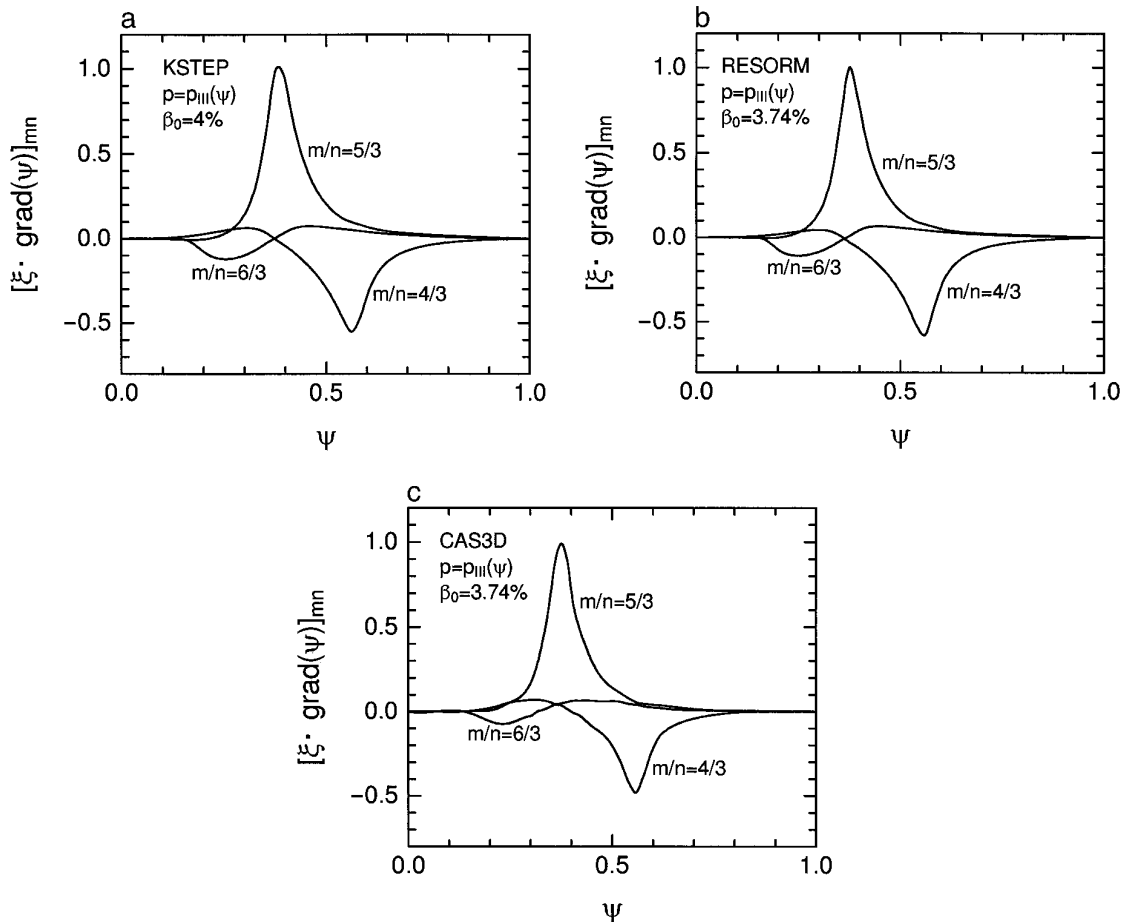 a
KSTEP
p=pIII(ψ)
β0=4%
m/n=5/3
m/n=6/3
m/n=4/3
[ξ· grad(ψ)]mn
1.0
0.5
0.0
−0.5
0.0
0.5
1.0
ψ
b
RESORM
p=pIII(ψ)
β0=3.74%
m/n=5/3
m/n=6/3
m/n=4/3
[ξ· grad(ψ)]mn
1.0
0.5
0.0
−0.5
0.0
0.5
1.0
ψ
c
CAS3D
p=pIII(ψ)
β0=3.74%
m/n=5/3
m/n=6/3
m/n=4/3
[ξ· grad(ψ)]mn
1.0
0.5
0.0
−0.5
0.0
0.5
1.0
ψ